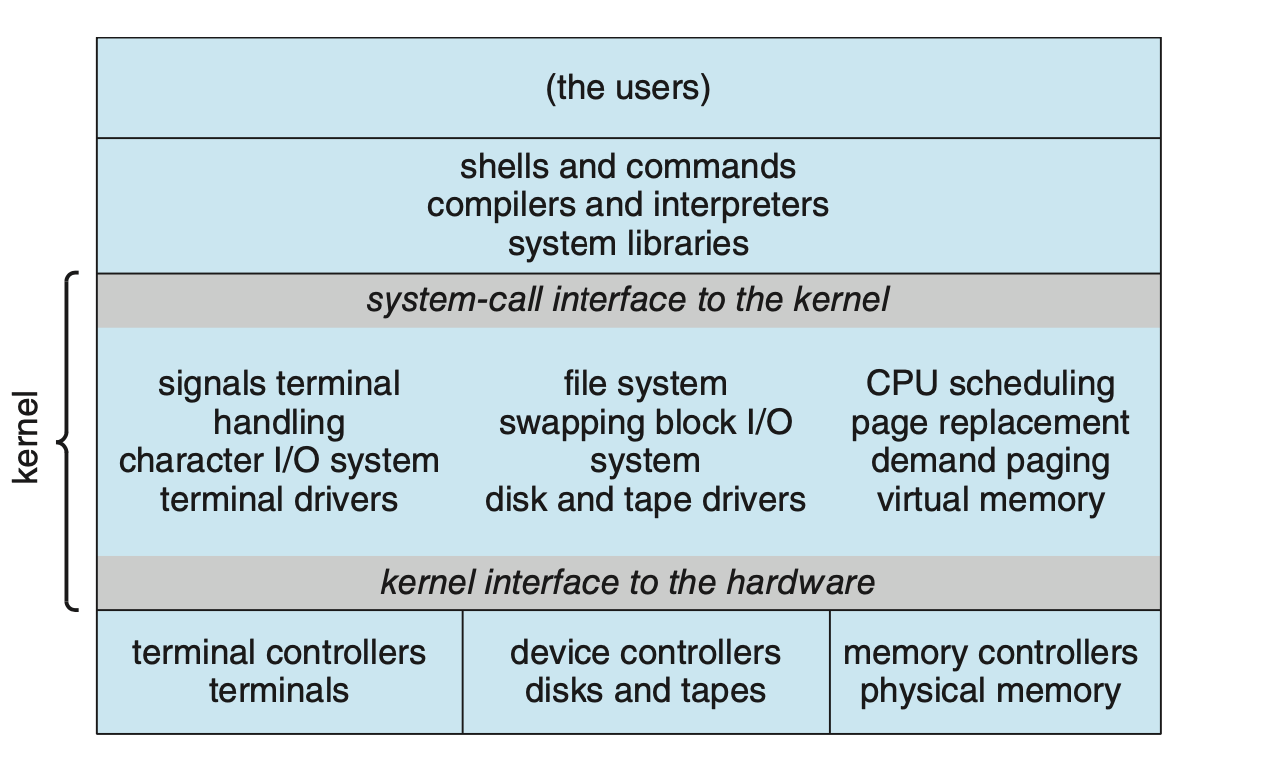 (the users)
shells and commands
compilers and interpreters
system libraries
kernel
system-call interface to the kernel
signals terminal
handling
character I/O system
terminal drivers
file system
swapping block I/O
system
disk and tape drivers
CPU scheduling
page replacement
demand paging
virtual memory
kernel interface to the hardware
terminal controllers
terminals
device controllers
disks and tapes
memory controllers
physical memory